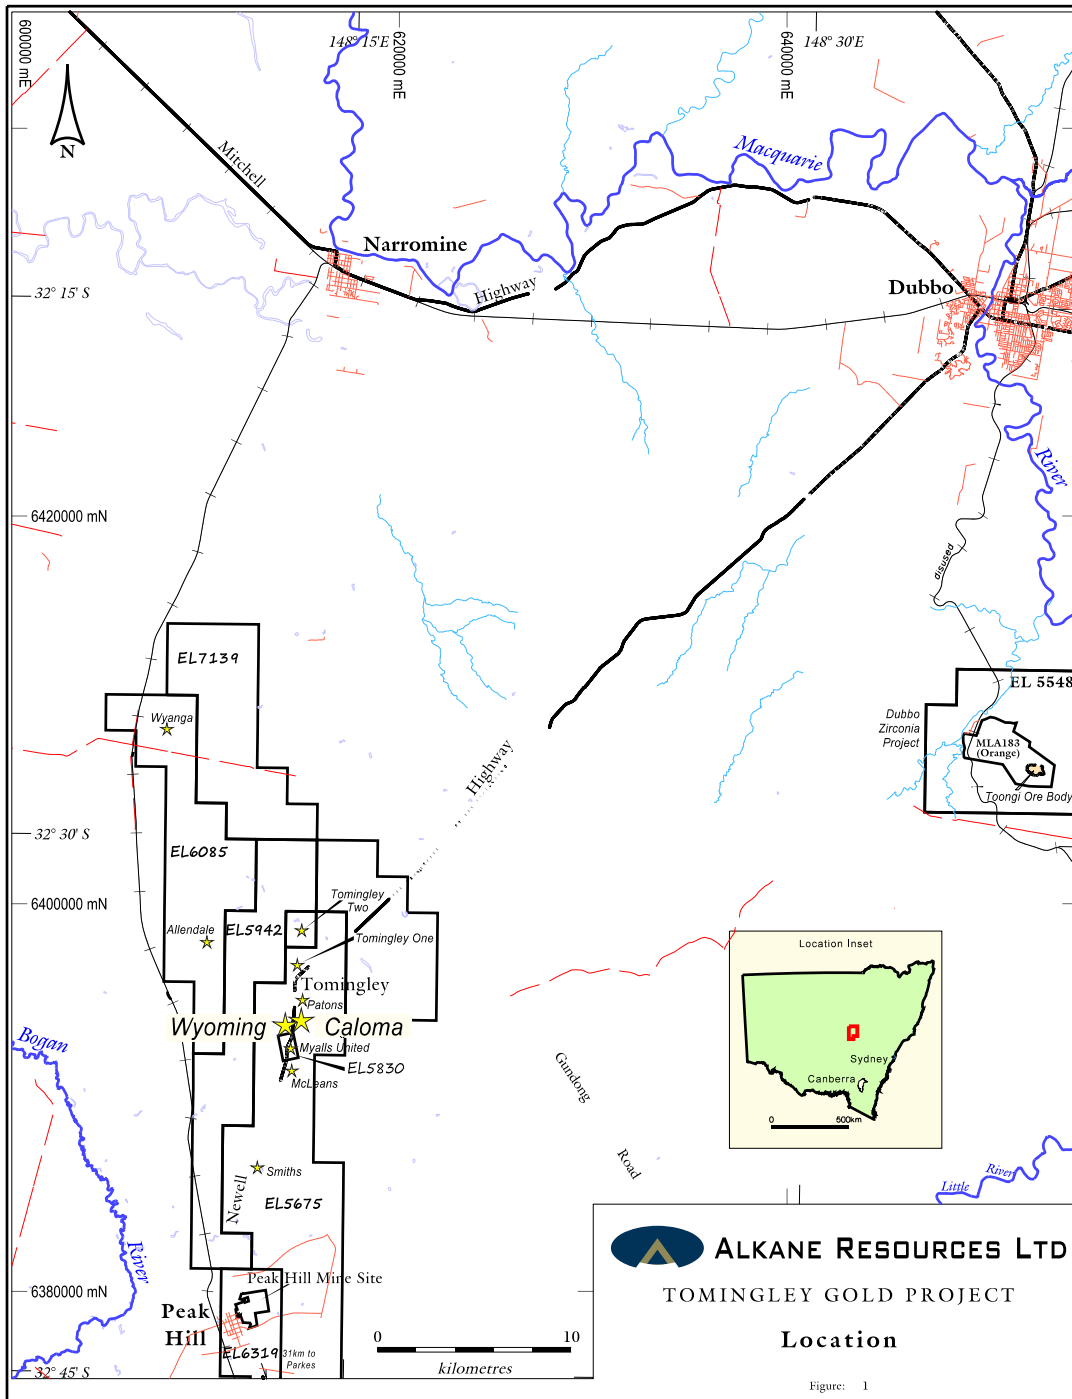 600000 mE
148° 15'E
620000 mE
640000 mE
148° 30'E
N
Mitchell
Macquarie
Narromine
Highway
Dubbo
32° 15' S
River
6420000 mN
disused
EL7139
Wyanga
EL 5548
Dubbo
Zirconia
Project
MLA183
(Orange)
Toongi Ore Body
Highway
32° 30' S
EL6085
6400000 mN
Tomingley
Two
Allendale
EL5942
Tomingley One
Tomingley
Patons
Wyoming
Caloma
Myalls United
EL5830
McLeans
Bogan
River
Gundong
Road
Location Inset
Sydney
Canberra
0
500km
Smiths
Newell
EL5675
Little
River
Peak Hill Mine Site
6380000 mN
Peak
Hill
EL6319
31km to
Parkes
32° 45' S
0
10
kilometres
ALKANE RESOURCES LTD
TOMINGLEY GOLD PROJECT
Location
Figure: 1